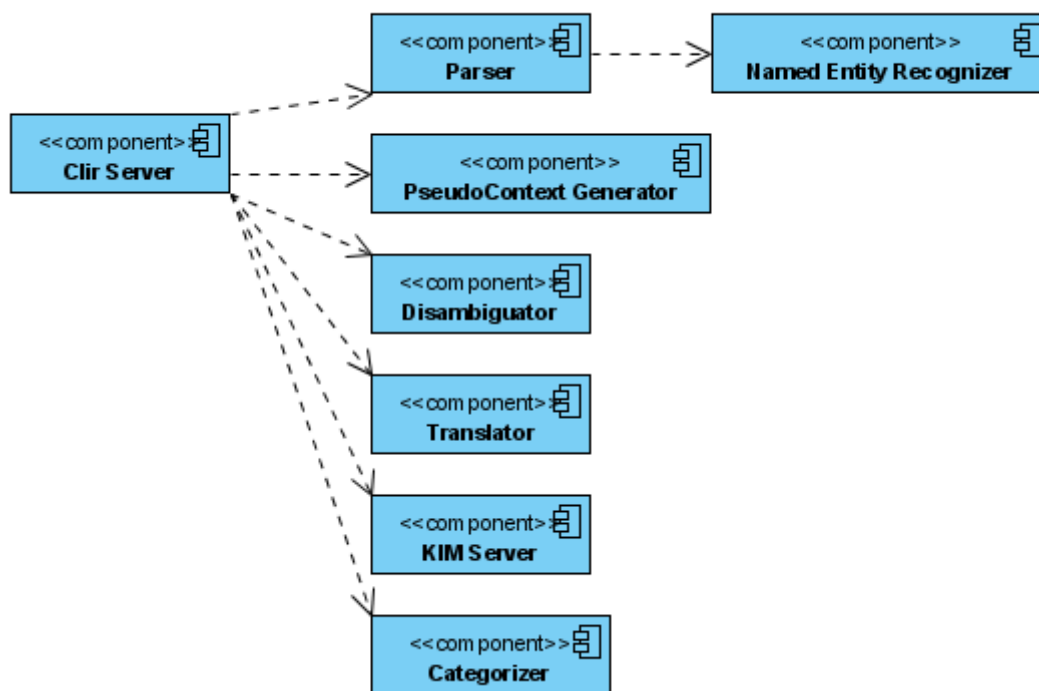 <<component>>
Parser
<<component>>
Named Entity Recognizer
<<component>>
Clir Server
<<component>>
PseudoContext Generator
<<component>>
Disambiguator
<<component>>
Translator
<<component>>
KIM Server
<<component>>
Categorizer